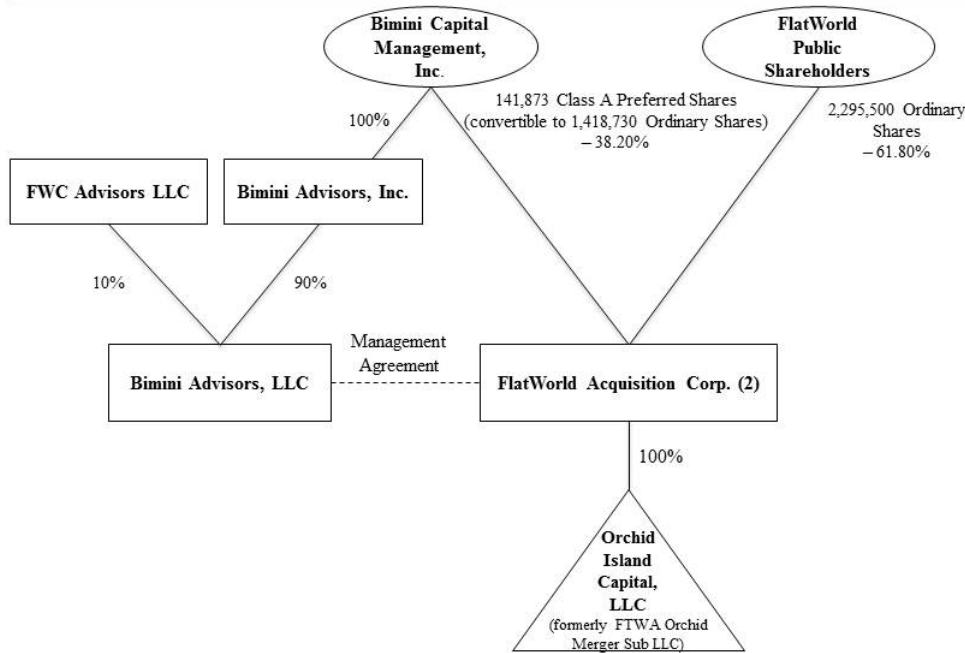 Bimini Capital
Management,
Inc.
FlatWorld
Public
Shareholders
141,873 Class A Preferred Shares
(convertible to 1,418,730 Ordinary Shares)
– 38.20%
2,295,500 Ordinary
Shares
– 61.80%
100%
FWC Advisors LLC
Bimini Advisors, Inc.
10%
90%
Management
Agreement
Bimini Advisors, LLC
FlatWorld Acquisition Corp. (2)
100%
Orchid
Island
Capital,
LLC
(formerly FTWA Orchid
Merger Sub LLC)